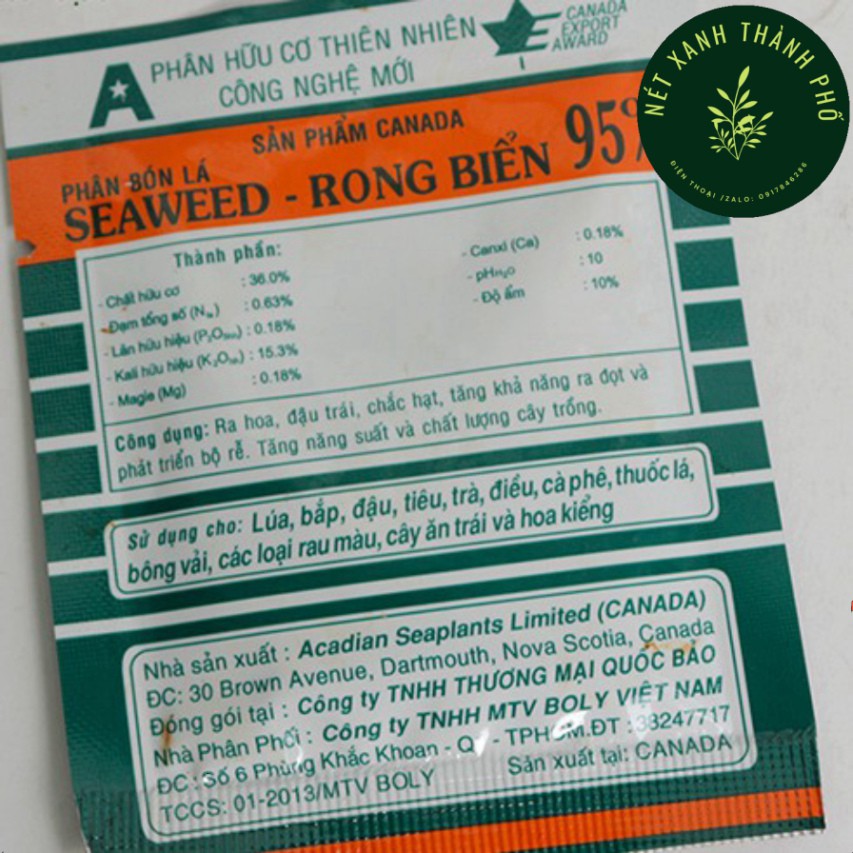 PHÂN HỮU CƠ THIÊN NHIÊN
CÔNG NGHỆ MỚI
CANADA
EXPORT
AWARD
NÉT XANH THÀNH PHỐ
ĐIỆN THOẠI /ZALO: 0917846286
SẢN PHẨM CANADA
PHÂN BÓN LÁ
SEAWEED - RONG BIỂN 95%
Thành phần:
- Chất hữu cơ : 36.0%
- Đạm tổng số (Nts) : 0.63%
- Lân hữu hiệu (P2O5hh) : 0.18%
- Kali hữu hiệu (K2Ohh) : 15.3%
- Magie (Mg) : 0.18%
- Canxi (Ca) : 0.18%
- pHH2O : 10
- Độ ẩm : 10%
Công dụng: Ra hoa, đậu trái, chắc hạt, tăng khả năng ra đọt và
phát triển bộ rễ. Tăng năng suất và chất lượng cây trồng.
Sử dụng cho: Lúa, bắp, đậu, tiêu, trà, điều, cà phê, thuốc lá,
bông vải, các loại rau màu, cây ăn trái và hoa kiểng
Nhà sản xuất : Acadian Seaplants Limited (CANADA)
ĐC: 30 Brown Avenue, Dartmouth, Nova Scotia, Canada
Đóng gói tại : Công ty TNHH THƯƠNG MẠI QUỐC BẢO
Nhà Phân Phối : Công ty TNHH MTV BOLY VIỆT NAM
ĐC : Số 6 Phùng Khắc Khoan - Q - TPHCM.ĐT : 38247717
TCCS: 01-2013/MTV BOLY Sản xuất tại: CANADA